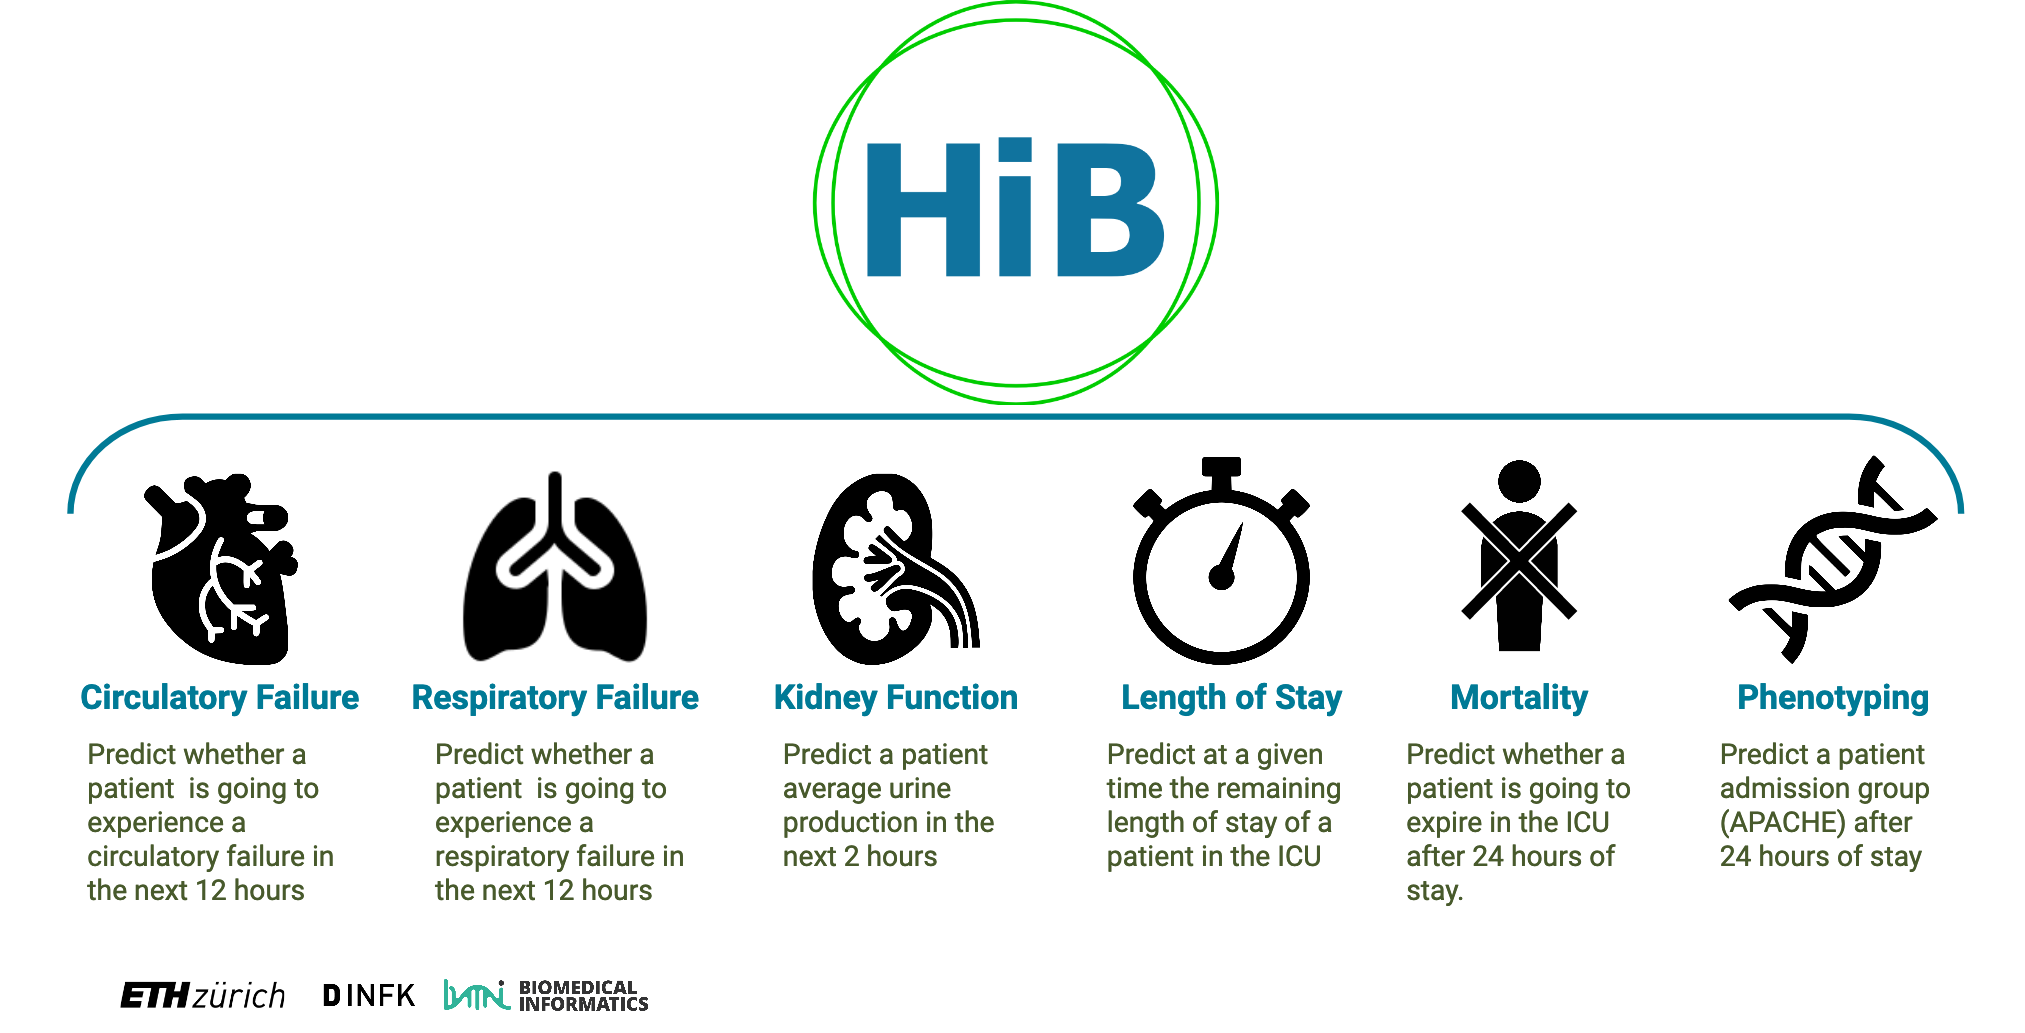 HiB
Circulatory Failure
Predict whether a
patient  is going to
experience a
circulatory failure in
the next 12 hours
Respiratory Failure
Predict whether a
patient  is going to
experience a
respiratory failure in
the next 12 hours
Kidney Function
Predict a patient
average urine
production in the
next 2 hours
Length of Stay
Predict at a given
time the remaining
length of stay of a
patient in the ICU
Mortality
Predict whether a
patient is going to
expire in the ICU
after 24 hours of
stay.
Phenotyping
Predict a patient
admission group
(APACHE) after
24 hours of stay
ETH zürich
DINFK
bmi
BIOMEDICAL
INFORMATICS